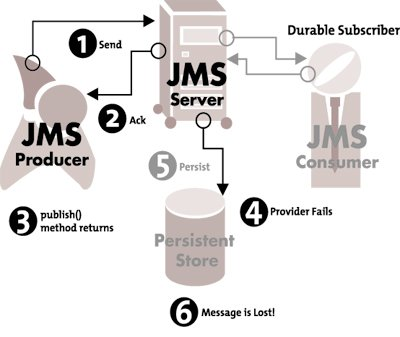 Durable Subscriber
1 Send
JMS
Server
JMS
Producer
2 Ack
JMS
Consumer
5 Persist
3 publish()
method returns
4 Provider Fails
Persistent
Store
6 Message is Lost!